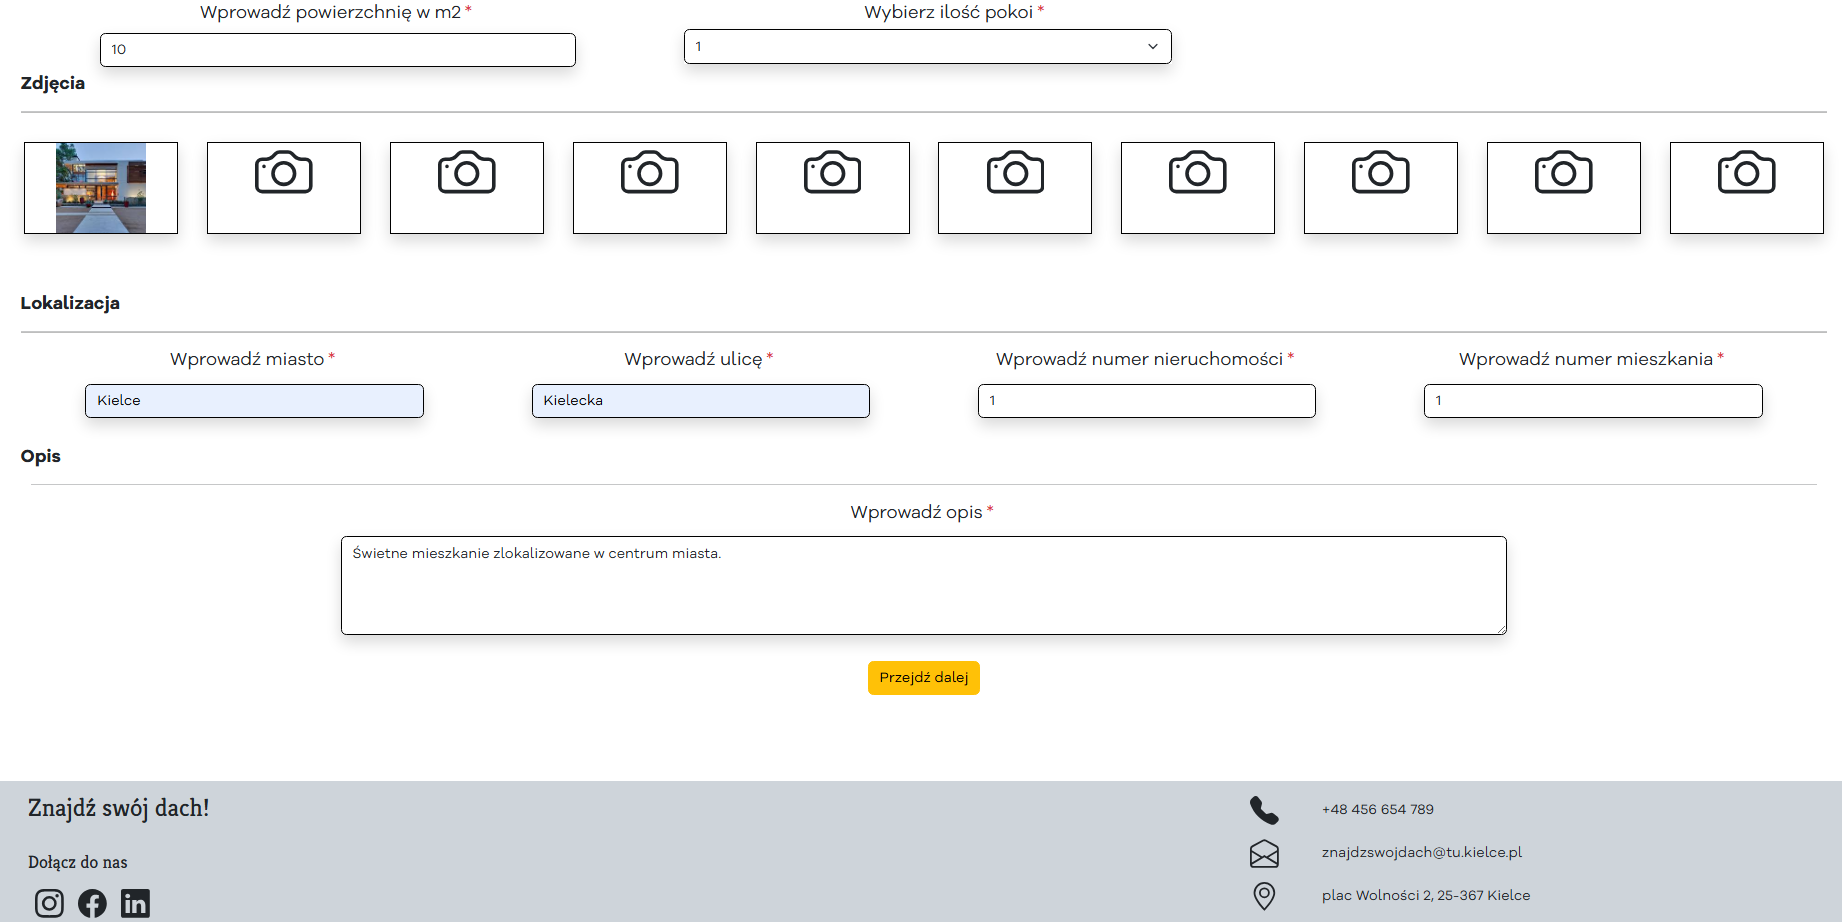 Wprowadź powierzchnię w m2 *
Wybierz ilość pokoi *
10
1
Zdjęcia
Lokalizacja
Wprowadź miasto *
Wprowadź ulicę *
Wprowadź numer nieruchomości *
Wprowadź numer mieszkania *
Kielce
Kielecka
1
1
Opis
Wprowadź opis *
Świetne mieszkanie zlokalizowane w centrum miasta.
Przejdź dalej
Znajdź swój dach!
Dołącz do nas
+48 456 654 789
znajdzswojdach@tu.kielce.pl
plac Wolności 2, 25-367 Kielce